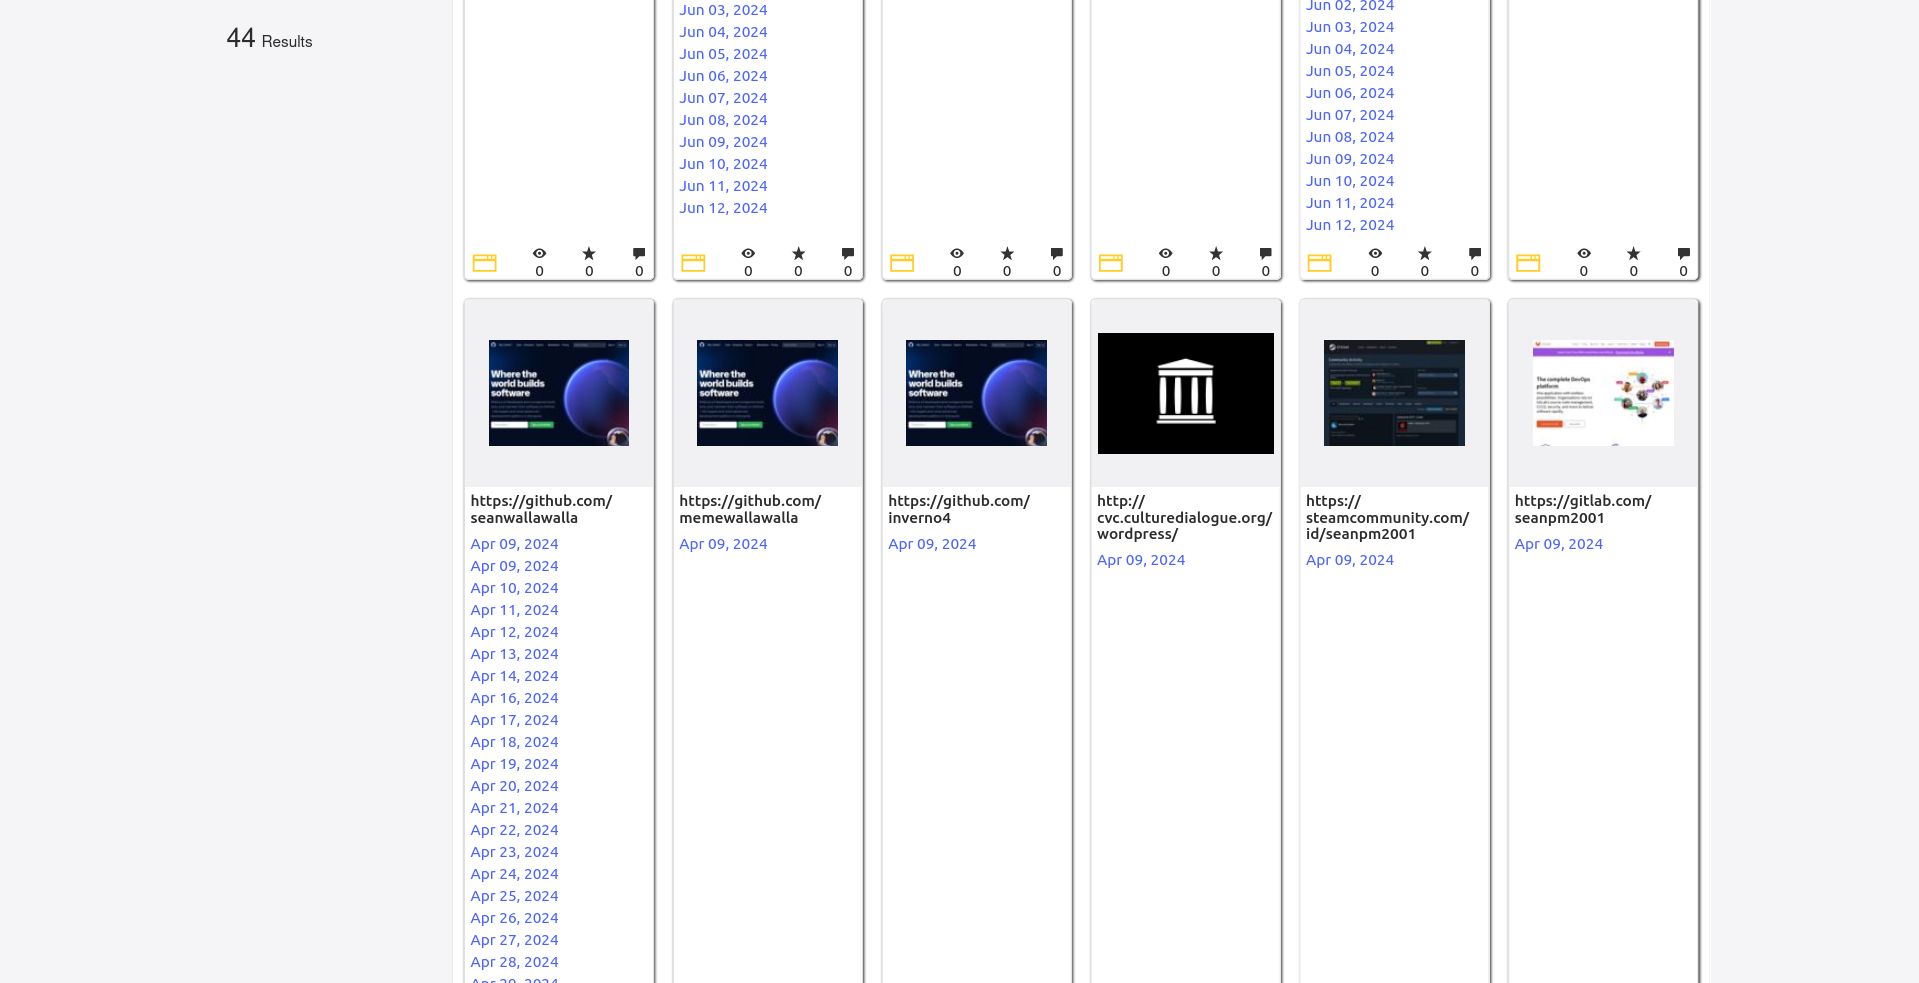 44 Results
Jun 03, 2024
Jun 04, 2024
Jun 05, 2024
Jun 06, 2024
Jun 07, 2024
Jun 08, 2024
Jun 09, 2024
Jun 10, 2024
Jun 11, 2024
Jun 12, 2024
Jun 02, 2024
Jun 03, 2024
Jun 04, 2024
Jun 05, 2024
Jun 06, 2024
Jun 07, 2024
Jun 08, 2024
Jun 09, 2024
Jun 10, 2024
Jun 11, 2024
Jun 12, 2024
0 0 0
0 0 0
0 0 0
0 0 0
0 0 0
0 0 0
Where the
world builds
software
https://github.com/
seanwallawalla
Apr 09, 2024
Apr 09, 2024
Apr 10, 2024
Apr 11, 2024
Apr 12, 2024
Apr 13, 2024
Apr 14, 2024
Apr 16, 2024
Apr 17, 2024
Apr 18, 2024
Apr 19, 2024
Apr 20, 2024
Apr 21, 2024
Apr 22, 2024
Apr 23, 2024
Apr 24, 2024
Apr 25, 2024
Apr 26, 2024
Apr 27, 2024
Apr 28, 2024
Apr 29, 2024
Where the
world builds
software
https://github.com/
memewallawalla
Apr 09, 2024
Where the
world builds
software
https://github.com/
inverno4
Apr 09, 2024
http://
cvc.culturedialogue.org/
wordpress/
Apr 09, 2024
https://
steamcommunity.com/
id/seanpm2001
Apr 09, 2024
The complete DevOps
platform
https://gitlab.com/
seanpm2001
Apr 09, 2024